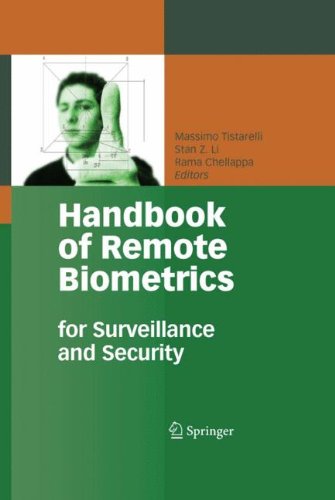 Massimo Tistarelli
Stan Z. Li
Rama Chellappa
Editors
Handbook
of Remote
Biometrics
for Surveillance
and Security
Springer